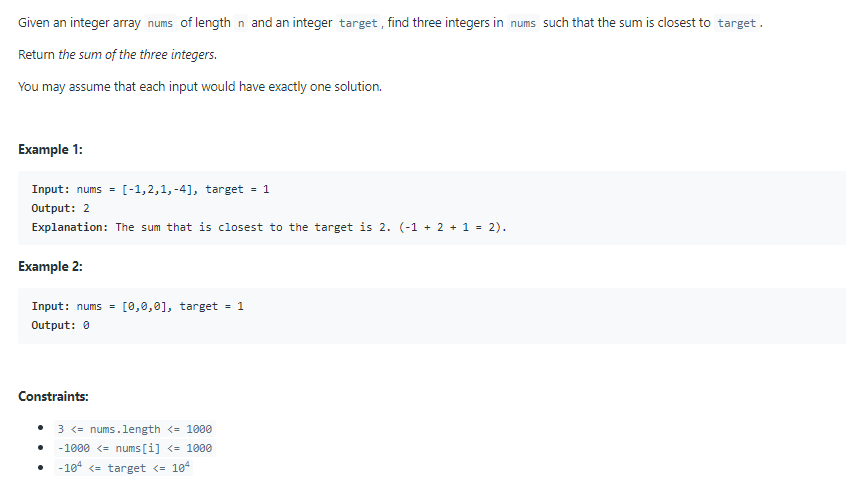 Given an integer array nums of length n and an integer target, find three integers in nums such that the sum is closest to target.
Return the sum of the three integers.
You may assume that each input would have exactly one solution.
Example 1:
Input: nums = [-1,2,1,-4], target = 1
Output: 2
Explanation: The sum that is closest to the target is 2. (-1 + 2 + 1 = 2).
Example 2:
Input: nums = [0,0,0], target = 1
Output: 0
Constraints:
• 3 <= nums.length <= 1000
• -1000 <= nums[i] <= 1000
• -10⁴ <= target <= 10⁴